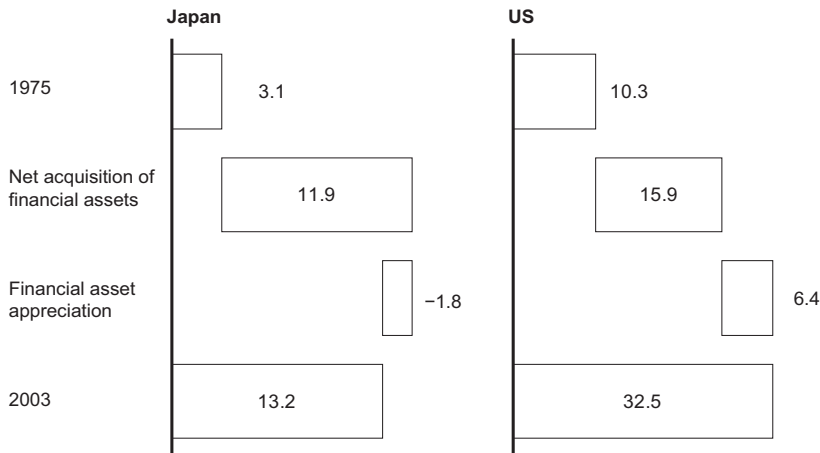 Japan
US
1975
3.1
10.3
Net acquisition of
financial assets
11.9
15.9
Financial asset
appreciation
−1.8
6.4
2003
13.2
32.5